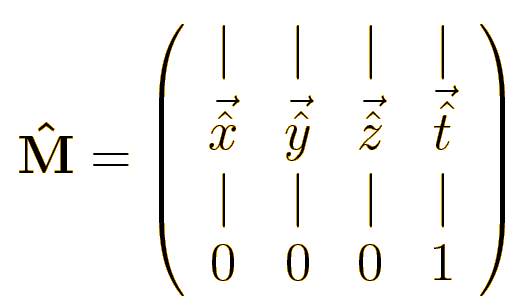 | | | |
M̂ = x̂⃗ ŷ⃗ ẑ⃗ t̂⃗
| | | |
0 0 0 1